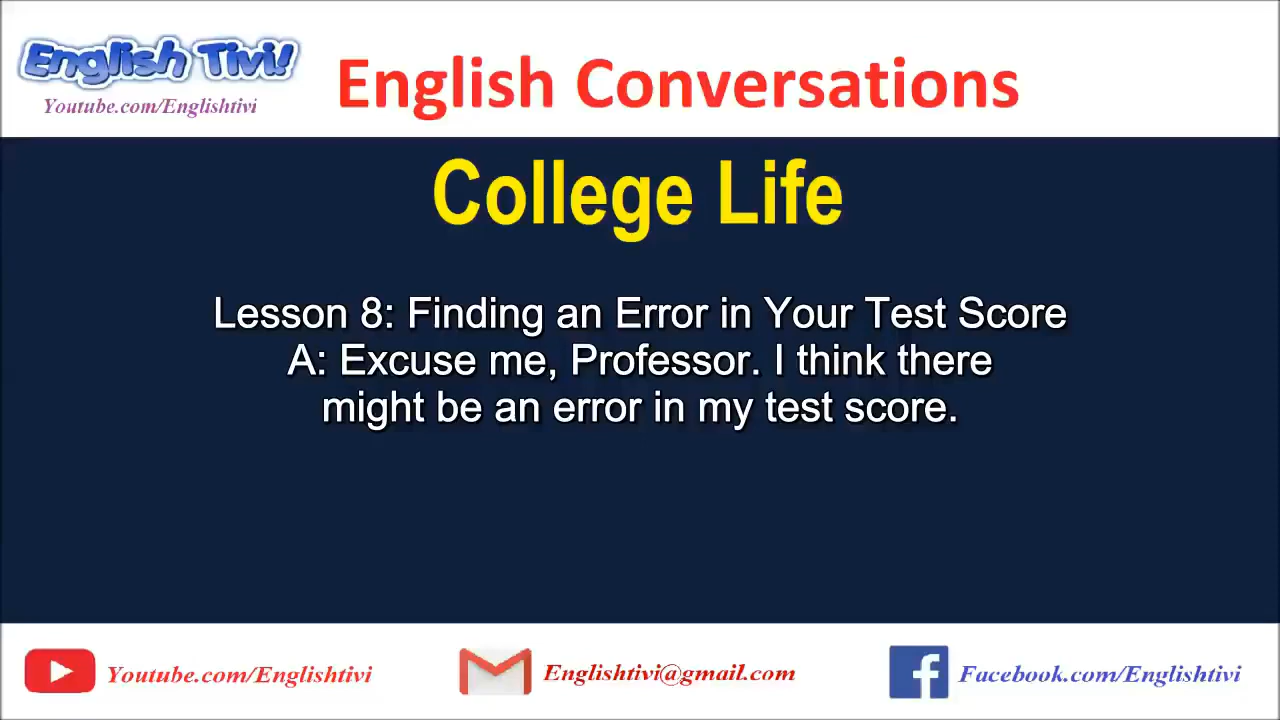 English Tivi!
Youtube.com/Englishtivi
English Conversations
College Life
Lesson 8: Finding an Error in Your Test Score
A: Excuse me, Professor. I think there
might be an error in my test score.
Youtube.com/Englishtivi
Englishtivi@gmail.com
Facebook.com/Englishtivi